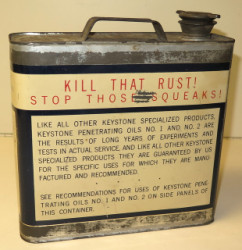 KILL THAT RUST!
STOP THOSE SQUEAKS!
LIKE ALL OTHER KEYSTONE SPECIALIZED PRODUCTS,
KEYSTONE PENETRATING OILS NO. 1 AND NO. 2 ARE
THE RESULTS OF LONG YEARS OF EXPERIMENTS AND
TESTS IN ACTUAL SERVICE, AND LIKE ALL OTHER KEYSTONE
SPECIALIZED PRODUCTS THEY ARE GUARANTEED BY US
FOR THE SPECIFIC USES FOR WHICH THEY ARE MANU
FACTURED AND RECOMMENDED.
SEE RECOMMENDATIONS FOR USES OF KEYSTONE PENE
TRATING OILS NO. 1 AND NO. 2 ON SIDE PANELS OF
THIS CONTAINER.